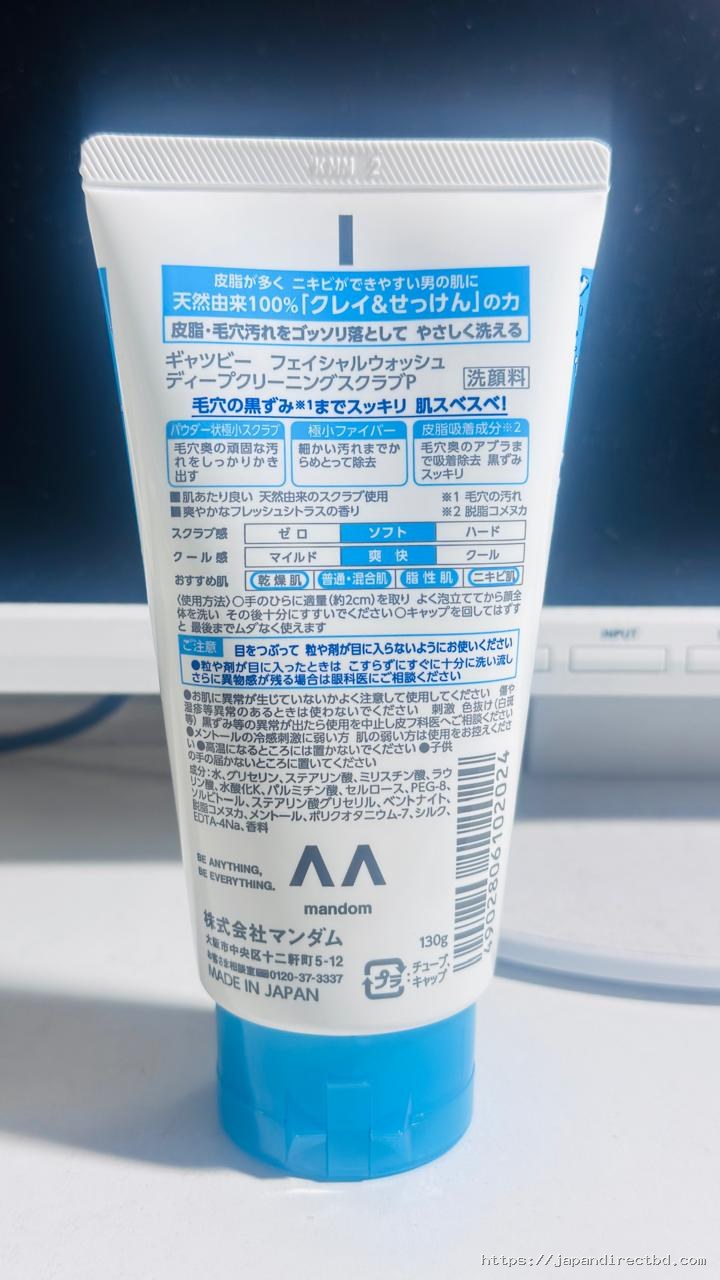 KNM 2
皮脂が多く ニキビができやすい男の肌に
天然由来100%「クレイ&せっけん」の力
皮脂・毛穴汚れをゴッソリ落として やさしく洗える
ギャツビー フェイシャルウォッシュ
ディープクリーニングスクラブP 洗顔料
毛穴の黒ずみ※1までスッキリ 肌スベスベ!
パウダー状極小スクラブ
毛穴奥の頑固な汚
れをしっかりかき
出す
極小ファイバー
細かい汚れまでか
らめとって除去
皮脂吸着成分※2
毛穴奥のアブラま
で吸着除去 黒ずみ
スッキリ
■肌あたり良い 天然由来のスクラブ使用 ※1 毛穴の汚れ
■爽やかなフレッシュシトラスの香り ※2 脱脂コメヌカ
スクラブ感 ゼロ ソフト ハード
クール感 マイルド 爽快 クール
おすすめ肌 乾燥肌 普通・混合肌 脂性肌 ニキビ肌
〈使用方法〉○手のひらに適量(約2cm)を取り よく泡立ててから顔全
体を洗い その後十分にすすいでください○キャップを回してはずす
と 最後までムダなく使えます
ご注意 目をつぶって 粒や剤が目に入らないようにお使いください
●粒や剤が目に入ったときは こすらずにすぐに十分に洗い流し
さらに異物感が残る場合は眼科医にご相談ください
●お肌に異常が生じていないかよく注意して使用してください 傷や
湿疹等異常のあるときは使わないでください 刺激 色抜け(白斑
等) 黒ずみ等の異常が出たら使用を中止し皮フ科医へご相談ください
●メントールの冷感刺激に弱い方 肌の弱い方は使用をお控えくださ
い●高温になるところには置かないでください●子供
の手の届かないところに置いてください
成分:水、グリセリン、ステアリン酸、ミリスチン酸、ラウ
リン酸、水酸化K、パルミチン酸、セルロース、PEG-8、
ソルビトール、ステアリン酸グリセリル、ベントナイト、
脱脂コメヌカ、メントール、ポリクオタニウム-7、シルク、
EDTA-4Na、香料
4902806102024
BE ANYTHING,
BE EVERYTHING.
mandom
株式会社マンダム
大阪市中央区十二軒町5-12
お客さま相談室 0120-37-3337
MADE IN JAPAN
130g
プラ :チューブ、
キャップ
INPUT
https://japandirectbd.com